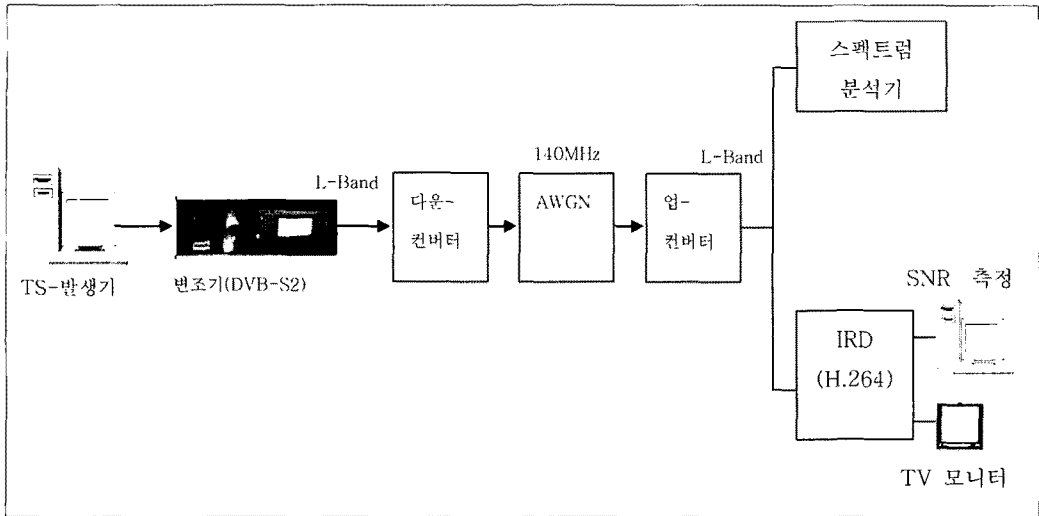 스펙트럼
분석기
L-Band
140MHz
L-Band
다운-
컨버터
AWGN
업-
컨버터
TS-발생기
변조기(DVB-S2)
SNR 측정
IRD
(H.264)
TV 모니터